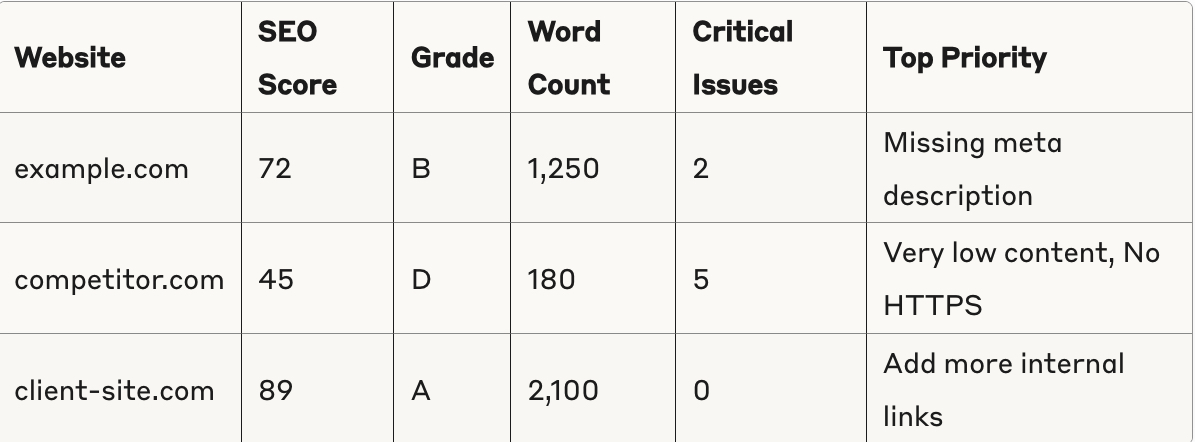 Website SEO Score Grade Word Count Critical Issues Top Priority
example.com 72 B 1,250 2 Missing meta description
competitor.com 45 D 180 5 Very low content, No HTTPS
client-site.com 89 A 2,100 0 Add more internal links